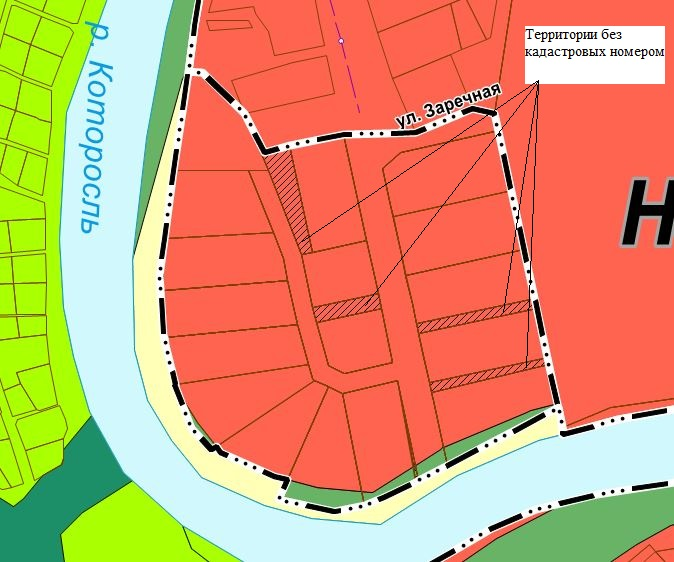 Территории без
кадастровых номером
ул. Заречная
р. Которосль
Н